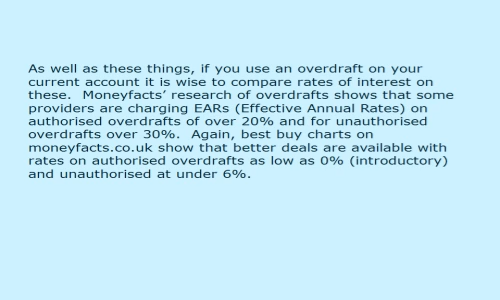 As well as these things, if you use an overdraft on your
current account it is wise to compare rates of interest on
these.  Moneyfacts’ research of overdrafts shows that some
providers are charging EARs (Effective Annual Rates) on
authorised overdrafts of over 20% and for unauthorised
overdrafts over 30%.  Again, best buy charts on
moneyfacts.co.uk show that better deals are available with
rates on authorised overdrafts as low as 0% (introductory)
and unauthorised at under 6%.